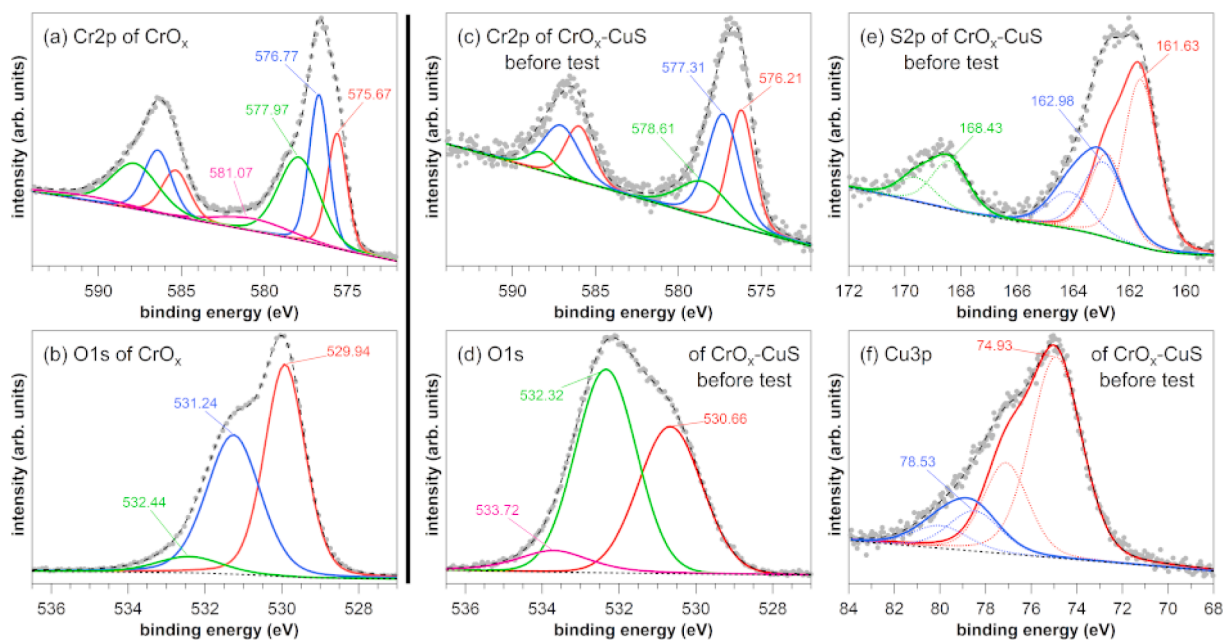 (a) Cr2p of CrOₓ
576.77
575.67
577.97
581.07
intensity (arb. units)
590 585 580 575
binding energy (eV)
(c) Cr2p of CrOₓ-CuS
before test
577.31
576.21
578.61
intensity (arb. units)
590 585 580 575
binding energy (eV)
(e) S2p of CrOₓ-CuS
before test
161.63
162.98
168.43
intensity (arb. units)
172 170 168 166 164 162 160
binding energy (eV)
(b) O1s of CrOₓ
529.94
531.24
532.44
intensity (arb. units)
536 534 532 530 528
binding energy (eV)
(d) O1s of CrOₓ-CuS
before test
532.32
530.66
533.72
intensity (arb. units)
536 534 532 530 528
binding energy (eV)
(f) Cu3p of CrOₓ-CuS
74.93 before test
78.53
intensity (arb. units)
84 82 80 78 76 74 72 70 68
binding energy (eV)